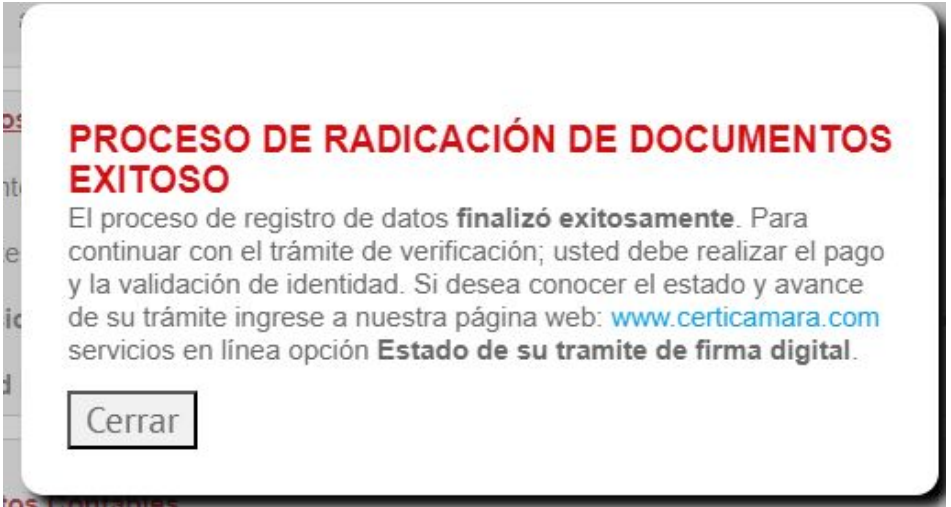 PROCESO DE RADICACIÓN DE DOCUMENTOS
EXITOSO
El proceso de registro de datos finalizó exitosamente. Para
continuar con el trámite de verificación; usted debe realizar el pago
y la validación de identidad. Si desea conocer el estado y avance
de su trámite ingrese a nuestra página web: www.certicamara.com
servicios en línea opción Estado de su tramite de firma digital.
Cerrar